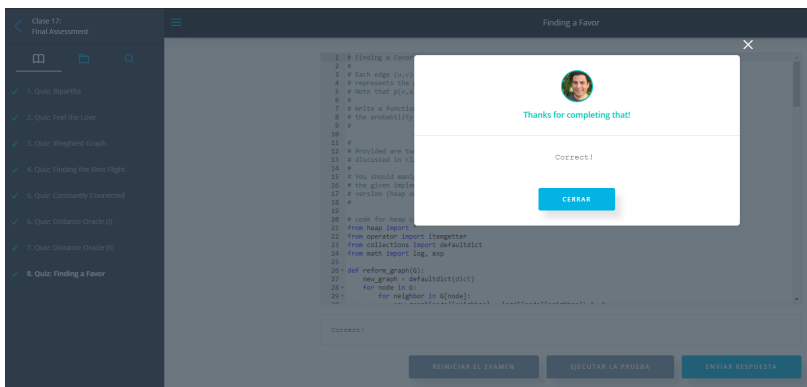 Clase 17:
Final Assessment
Finding a Favor
1. Quiz: Bipartite
2. Quiz: Feel the Love
3. Quiz: Weighted Graph
4. Quiz: Finding the Best Flight
5. Quiz: Constantly Connected
6. Quiz: Distance Oracle (I)
7. Quiz: Distance Oracle (II)
8. Quiz: Finding a Favor
1 # Finding a Favor
2 #
3 # Each edge (u,v)
4 # represents the
5 # Note that p(v,u
6 #
7 # Write a function
8 # the probability
9 #
10
11 #
12 # Provided are two
13 # discussed in cl
14 #
15 # You should mani
16 # the given imple
17 # version (heap o
18 #
19
20 # code for heap c
21 from heap import *
22 from operator import itemgetter
23 from collections import defaultdict
24 from math import log, exp
25
26 def reform_graph(G):
27 new_graph = defaultdict(dict)
28 for node in G:
29 for neighbor in G[node]:
Thanks for completing that!
Correct!
CERRAR
Correct!
REINICIAR EL EXAMEN
EJECUTAR LA PRUEBA
ENVIAR RESPUESTA